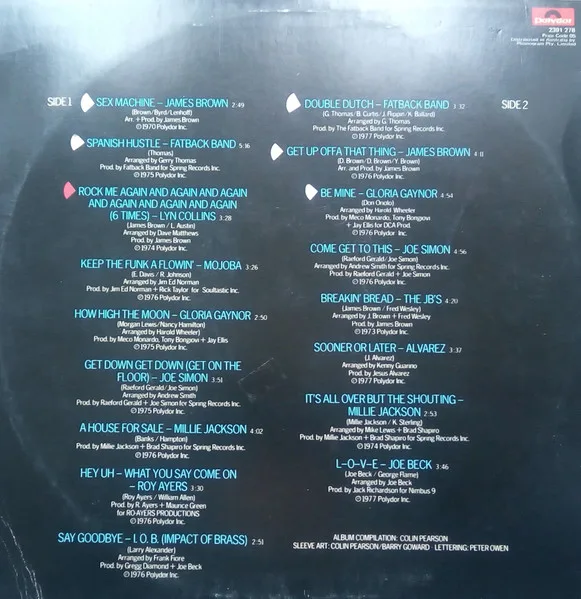 polydor
2391 278
SIDE 1
SEX MACHINE – JAMES BROWN 2:49
(Brown/Byrd/Lenhoff)
Arr. + Prod. by James Brown
℗ 1970 Polydor Inc.
SPANISH HUSTLE – FATBACK BAND 5:16
(Thomas)
Arranged by Gerry Thomas
Prod. by Fatback Band for Spring Records Inc.
℗ 1975 Polydor Inc.
ROCK ME AGAIN AND AGAIN AND AGAIN
AND AGAIN AND AGAIN AND AGAIN
(6 TIMES) – LYN COLLINS 3:28
(James Brown / L. Austin)
Arranged by Dave Matthews
Prod. by James Brown
℗ 1974 Polydor Inc.
KEEP THE FUNK A FLOWIN' – MOJOBA 3:26
(E. Davis / R. Johnson)
Arranged by Jim Ed Norman
Prod. by Jim Ed Norman + Rick Taylor for Soultastic Inc.
℗ 1976 Polydor Inc.
HOW HIGH THE MOON – GLORIA GAYNOR 2:50
(Morgan Lewis/Nancy Hamilton)
(Arranged by Harold Wheeler)
Prod. by Meco Monardo, Tony Bongiovi + Jay Ellis
℗ 1975 Polydor Inc.
GET DOWN GET DOWN (GET ON THE
FLOOR) – JOE SIMON 3:51
(Raeford Gerald/Joe Simon)
Arranged by Andrew Smith
Prod. by Raeford Gerald + Joe Simon for Spring Records Inc.
℗ 1975 Polydor Inc.
A HOUSE FOR SALE – MILLIE JACKSON 4:02
(Banks / Hampton)
Prod. by Millie Jackson + Brad Shapiro for Spring Records Inc.
℗ 1976 Polydor Inc.
HEY UH – WHAT YOU SAY COME ON
– ROY AYERS 3:30
(Roy Ayers / William Allen)
Prod. by R. Ayers + Maurice Green
for RO AYERS PRODUCTIONS
℗ 1976 Polydor Inc.
SAY GOODBYE – I. O. B. (IMPACT OF BRASS) 2:51
(Larry Alexander)
Arranged by Frank Fiore
Prod. by Gregg Diamond + Joe Beck
℗ 1976 Polydor Inc.
SIDE 2
DOUBLE DUTCH – FATBACK BAND 3:32
(G. Thomas / B. Curtis/ J. Flippin/ K. Ballard)
Arranged by G. Thomas
Prod. by The Fatback Band for Spring Records Inc.
℗ 1977 Polydor Inc.
GET UP OFFA THAT THING – JAMES BROWN 4:11
(D. Brown/ D. Brown/ Y. Brown)
Arr. and Prod. by James Brown
℗ 1976 Polydor Inc.
BE MINE – GLORIA GAYNOR 4:54
(Don Oriolo)
Arranged by Harold Wheeler
Prod. by Meco Monardo, Tony Bongiovi
+ Jay Ellis for DCA Prod.
℗ 1976 Polydor Inc.
COME GET TO THIS – JOE SIMON 4:56
(Raeford Gerald/Joe Simon)
Arranged by Andrew Smith for Spring Records Inc.
Prod. by Raeford Gerald + Joe Simon
℗ 1976 Polydor Inc.
BREAKIN' BREAD – THE JB'S 4:20
(James Brown / Fred Wesley)
Arranged by J. Brown + Fred Wesley
Prod. by James Brown
℗ 1973 Polydor Inc.
SOONER OR LATER – ALVAREZ 3:37
(J. Alvarez)
Arranged by Kenny Guarino
Prod. by Jesus Alvarez
℗ 1977 Polydor Inc.
IT'S ALL OVER BUT THE SHOUTING –
MILLIE JACKSON 2:53
(Millie Jackson / K. Sterling)
Arranged by Mike Lewis + Brad Shapiro
Prod. by Millie Jackson + Brad Shapiro for Spring Records Inc.
℗ 1974 Polydor Inc.
L–O–V–E – JOE BECK 3:46
(Joe Beck / George Flame)
Arranged by Joe Beck
Prod. by Jack Richardson for Nimbus 9
℗ 1977 Polydor Inc.
ALBUM COMPILATION: COLIN PEARSON
SLEEVE ART: COLIN PEARSON/BARRY GOWARD · LETTERING: PETER OWEN